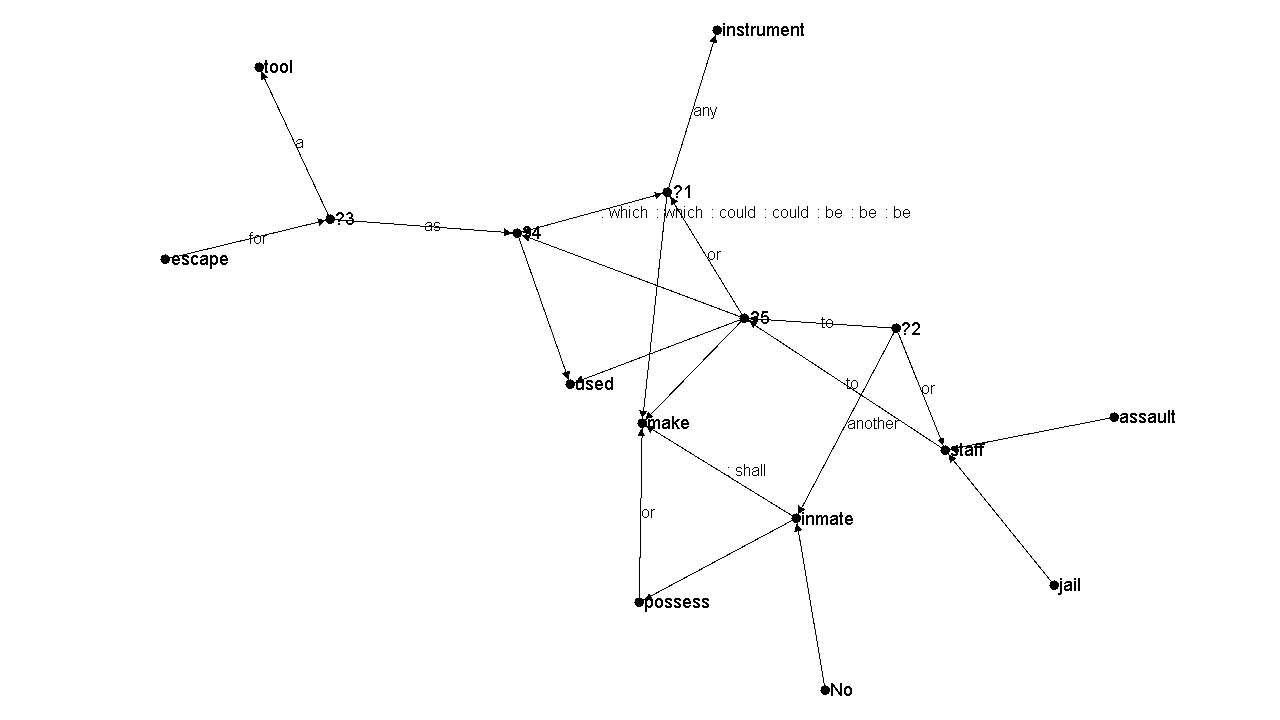 instrument
tool
any
a
?1
: which : which : could : could : be : be : be
?3
as
?4
for
escape
or
?5
to
?2
used
to
or
make
another
assault
staff
: shall
or
inmate
jail
possess
No